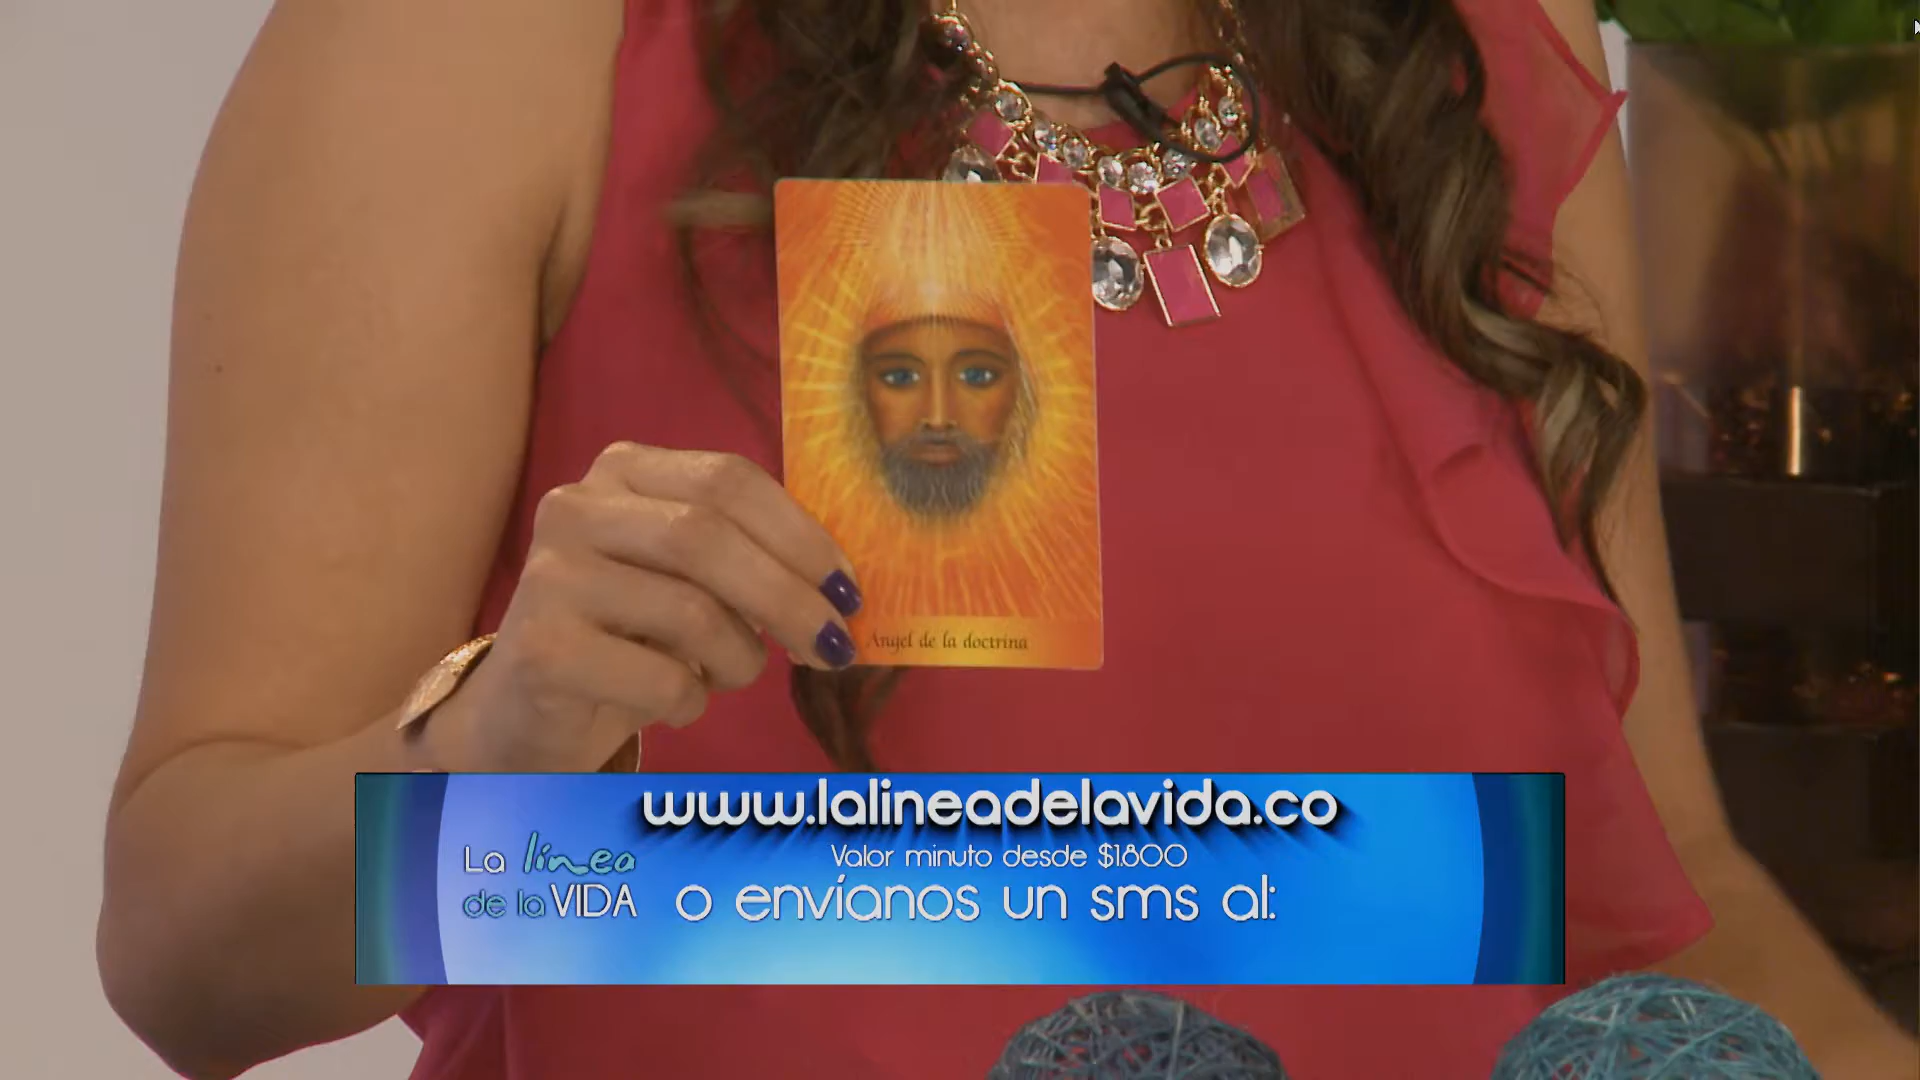 Ángel de la doctrina
www.lalineadelavida.co
La línea
de la VIDA
Valor minuto desde $1.800
o envíanos un sms al: